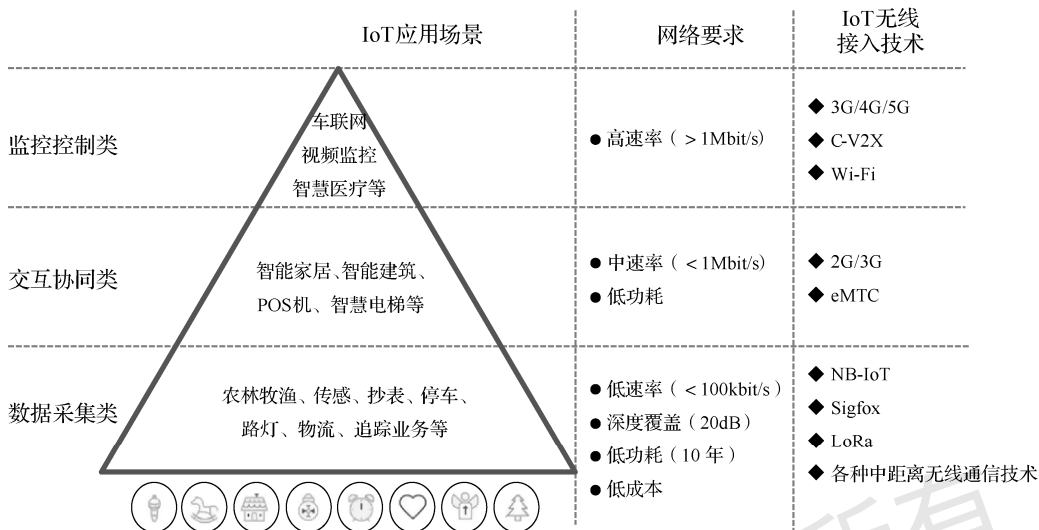 IoT应用场景
网络要求
IoT无线
接入技术
监控控制类
车联网
视频监控
智慧医疗等
● 高速率（＞1Mbit/s）
◆ 3G/4G/5G
◆ C-V2X
◆ Wi-Fi
交互协同类
智能家居、智能建筑、
POS机、智慧电梯等
● 中速率（＜1Mbit/s）
● 低功耗
◆ 2G/3G
◆ eMTC
数据采集类
农林牧渔、传感、抄表、停车、
路灯、物流、追踪业务等
● 低速率（＜100kbit/s）
● 深度覆盖（20dB）
● 低功耗（10年）
● 低成本
◆ NB-IoT
◆ Sigfox
◆ LoRa
◆ 各种中距离无线通信技术
所有